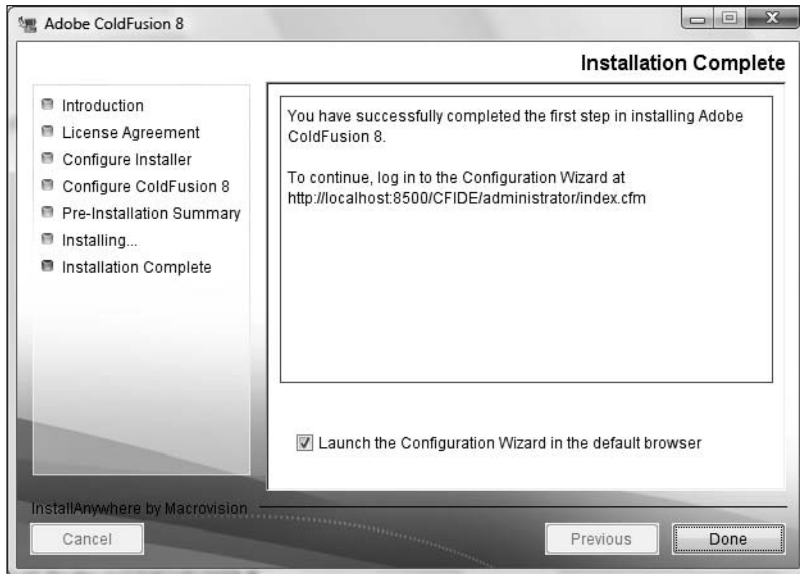 Adobe ColdFusion 8
Installation Complete
Introduction
License Agreement
Configure Installer
Configure ColdFusion 8
Pre-Installation Summary
Installing...
Installation Complete
You have successfully completed the first step in installing Adobe
ColdFusion 8.
To continue, log in to the Configuration Wizard at
http://localhost:8500/CFIDE/administrator/index.cfm
Launch the Configuration Wizard in the default browser
InstallAnywhere by Macrovision
Cancel
Previous
Done